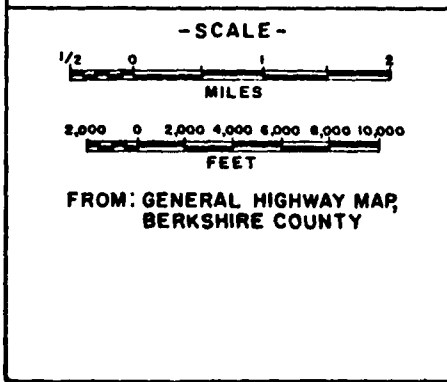 -SCALE-
1/2 0 1 2
MILES
2,000 0 2,000 4,000 6,000 8,000 10,000
FEET
FROM: GENERAL HIGHWAY MAP,
BERKSHIRE COUNTY